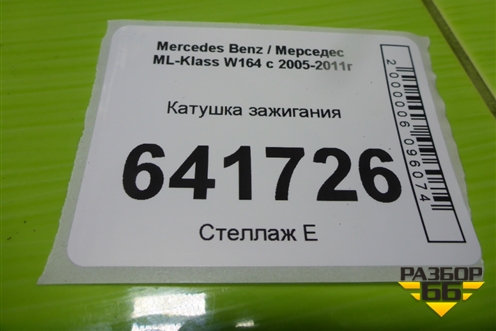 Mercedes Benz / Мерседес
ML-Klass W164 с 2005-2011г
Катушка зажигания
641726
Стеллаж Е
2000006096074
РАЗБОР
66